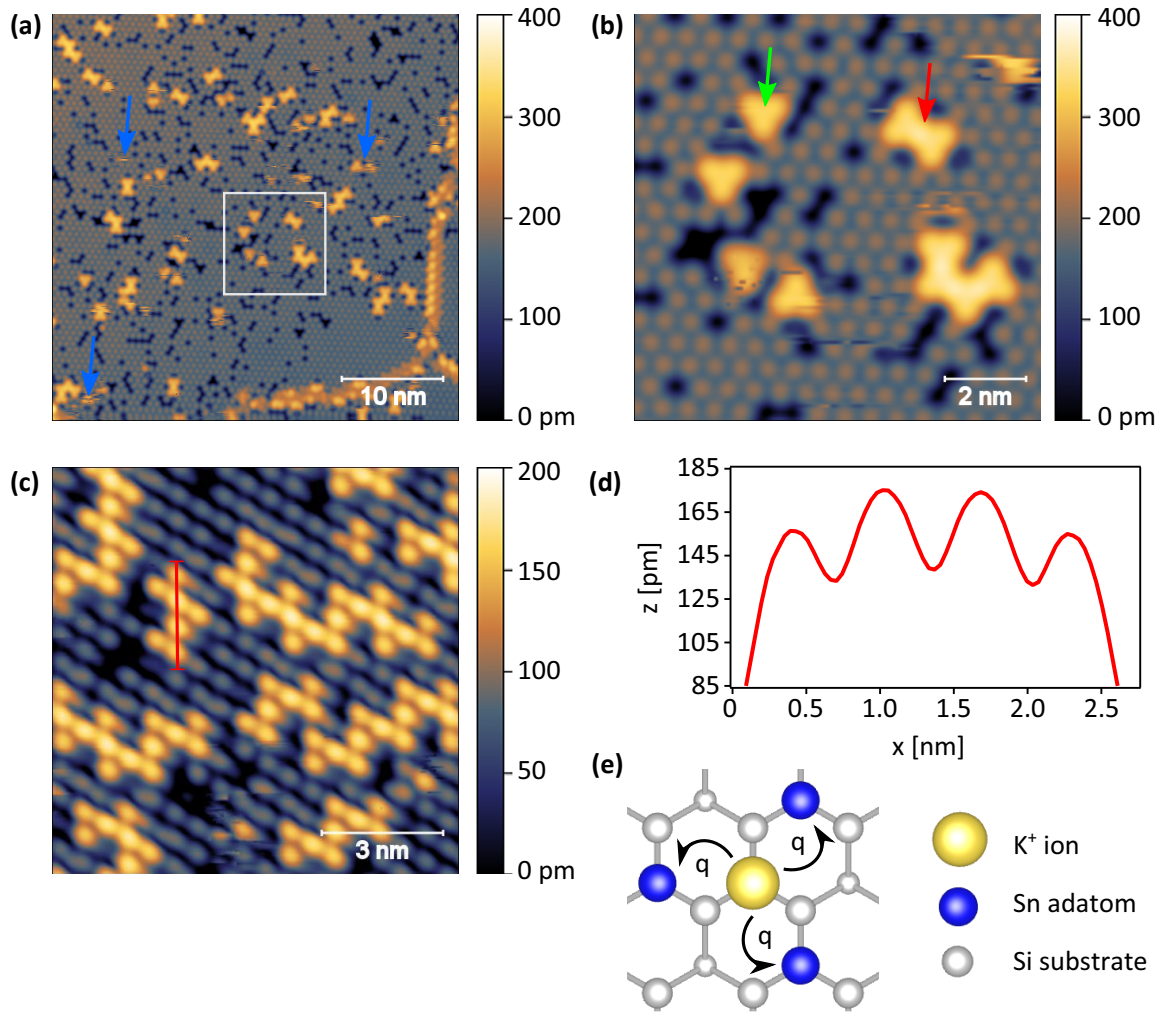 (a)
400
300
200
100
0 pm
10 nm
(b)
400
300
200
100
0 pm
2 nm
(c)
200
150
100
50
0 pm
3 nm
(d)
185
165
145
125
105
85
z [pm]
0 0.5 1.0 1.5 2.0 2.5
x [nm]
(e)
q
q
q
K+ ion
Sn adatom
Si substrate